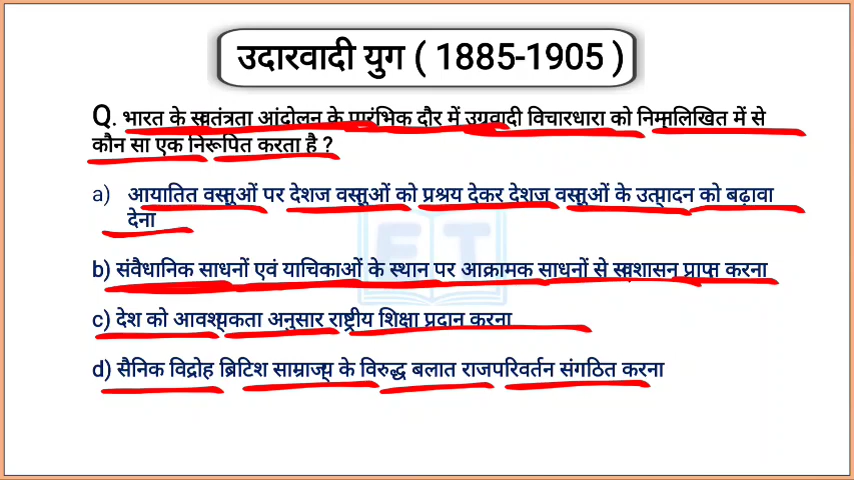 उदारवादी युग ( 1885-1905 )
Q. भारत के स्वतंत्रता आंदोलन के प्रारंभिक दौर में उग्रवादी विचारधारा को निम्नलिखित में से
कौन सा एक निरूपित करता है ?
a) आयातित वस्तुओं पर देशज वस्तुओं को प्रश्रय देकर देशज वस्तुओं के उत्पादन को बढ़ावा
देना
b) संवैधानिक साधनों एवं याचिकाओं के स्थान पर आक्रामक साधनों से स्वशासन प्राप्त करना
c) देश को आवश्यकता अनुसार राष्ट्रीय शिक्षा प्रदान करना
d) सैनिक विद्रोह ब्रिटिश साम्राज्य के विरुद्ध बलात राजपरिवर्तन संगठित करना
ET